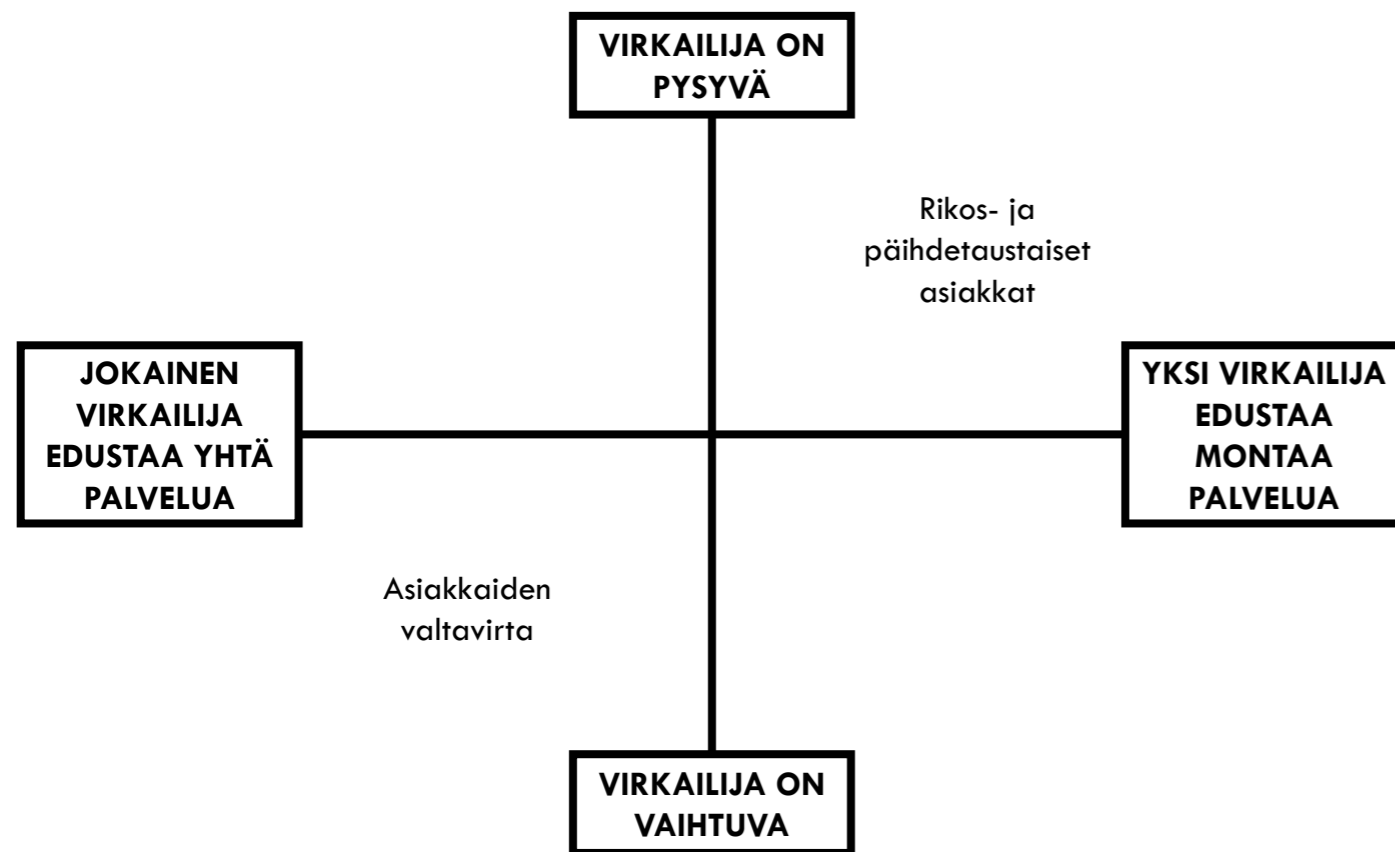 VIRKAILIJA ON
PYSYVÄ
Rikos- ja
päihdetaustaiset
asiakkat
JOKAINEN
VIRKAILIJA
EDUSTAA YHTÄ
PALVELUA
YKSI VIRKAILIJA
EDUSTAA
MONTAA
PALVELUA
Asiakkaiden
valtavirta
VIRKAILIJA ON
VAIHTUVA